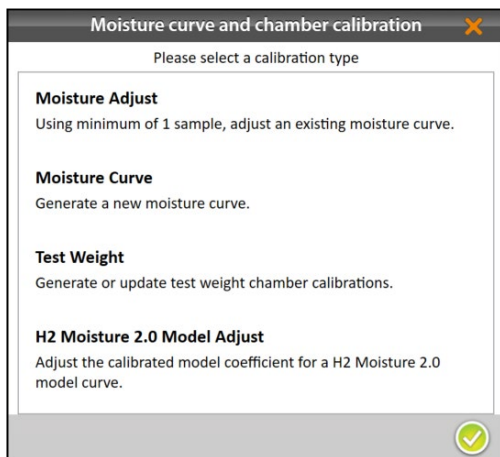 Moisture curve and chamber calibration
Please select a calibration type
Moisture Adjust
Using minimum of 1 sample, adjust an existing moisture curve.
Moisture Curve
Generate a new moisture curve.
Test Weight
Generate or update test weight chamber calibrations.
H2 Moisture 2.0 Model Adjust
Adjust the calibrated model coefficient for a H2 Moisture 2.0
model curve.